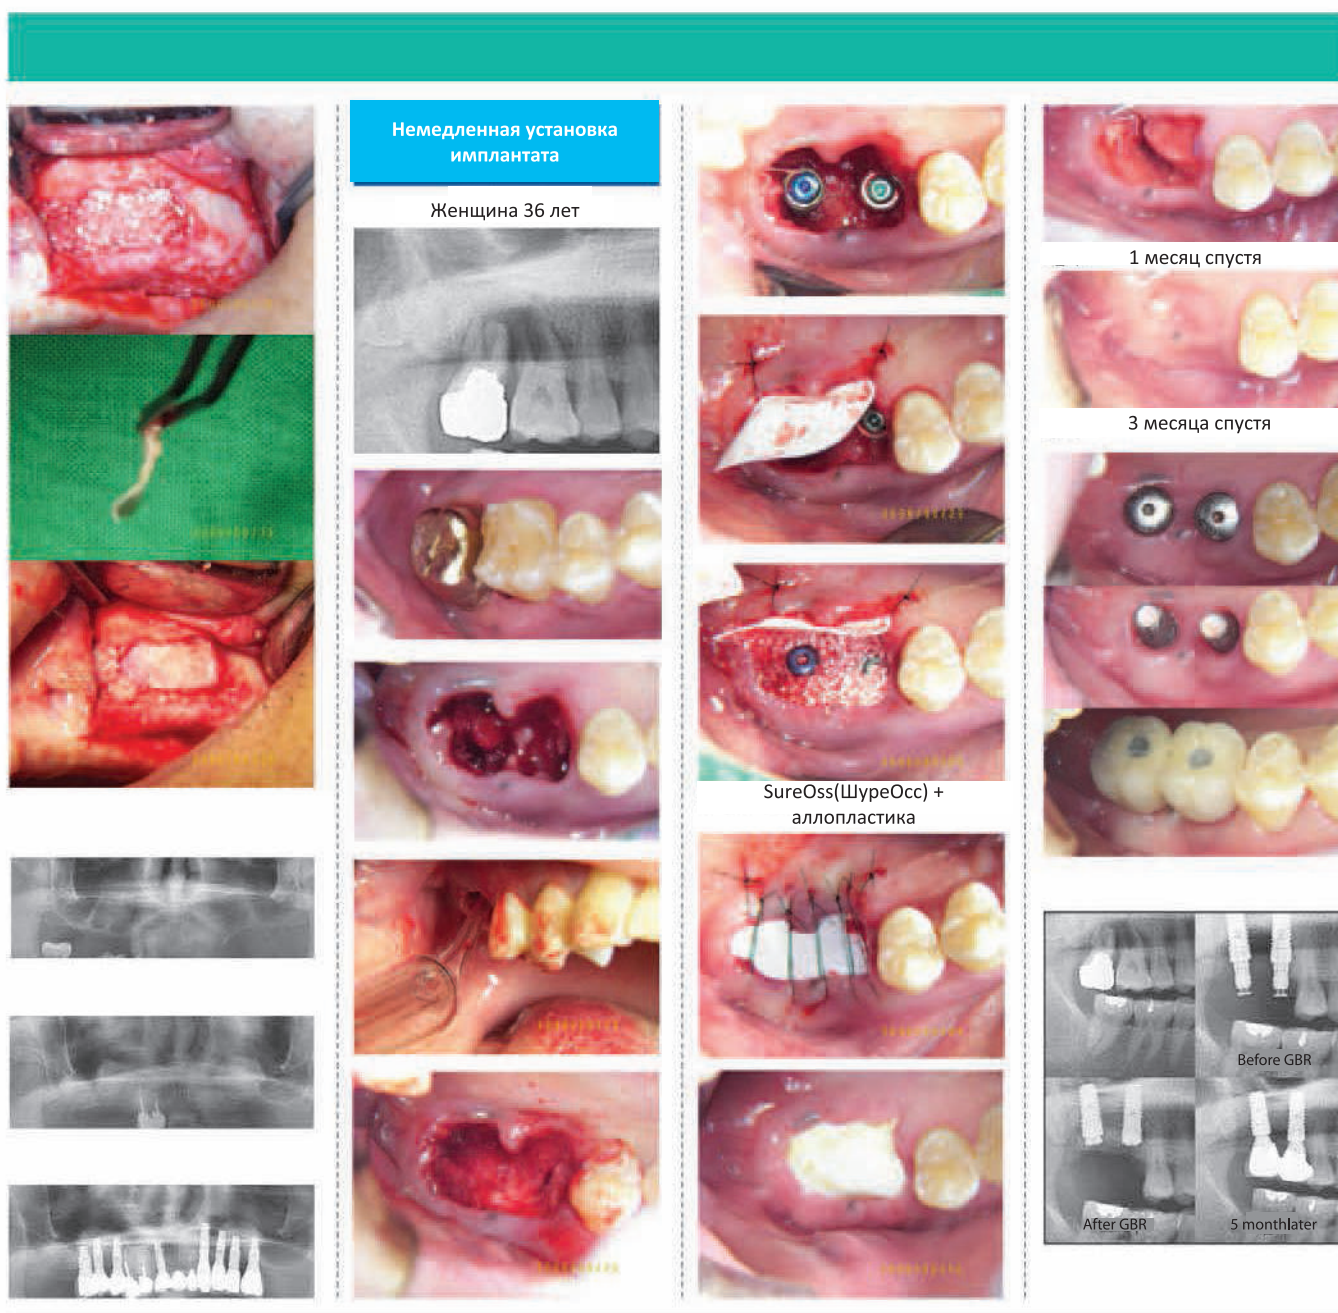 Немедленная установка
имплантата
Женщина 36 лет
SureOss(ШуреОсс) +
аллопластика
1 месяц спустя
3 месяца спустя
Before GBR
After GBR
5 monthlater